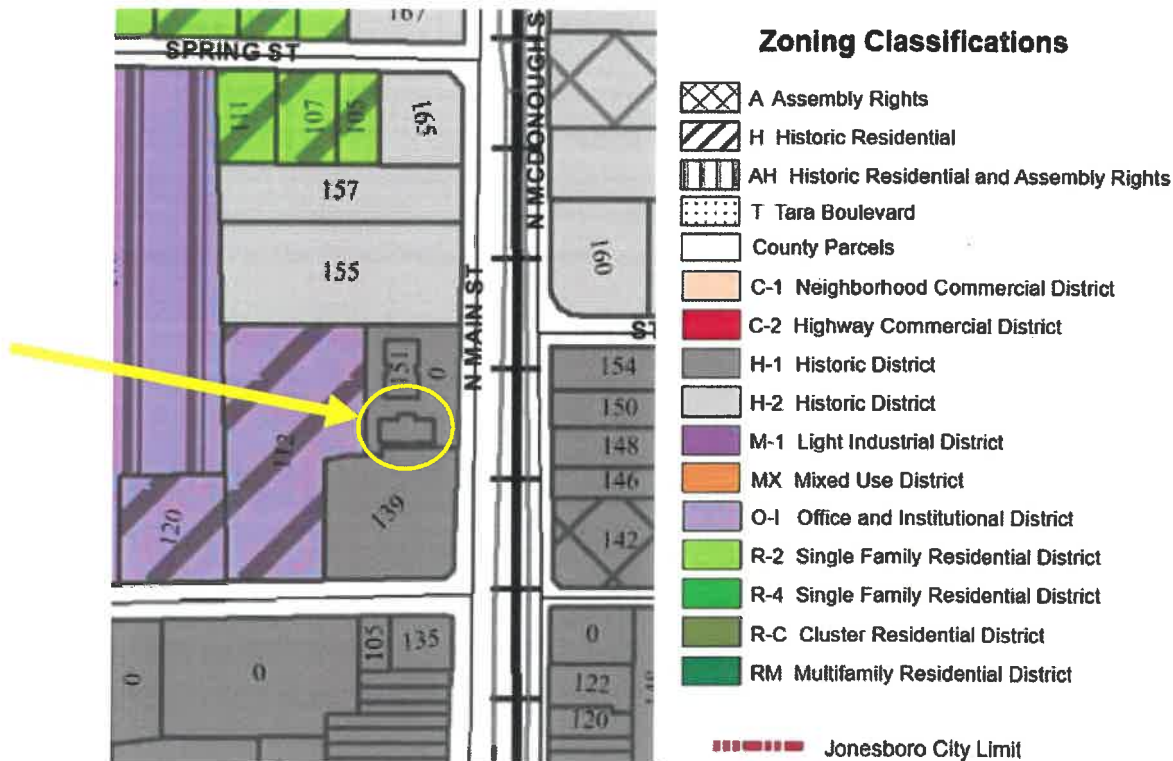 167
SPRING ST
111
107
105
165
157
155
N MAIN ST
N MCDONOUGH S
160
ST
151
0
112
120
139
154
150
148
146
142
0
0
105
135
0
122
120
Zoning Classifications
A Assembly Rights
H Historic Residential
AH Historic Residential and Assembly Rights
T Tara Boulevard
County Parcels
C-1 Neighborhood Commercial District
C-2 Highway Commercial District
H-1 Historic District
H-2 Historic District
M-1 Light Industrial District
MX Mixed Use District
O-I Office and Institutional District
R-2 Single Family Residential District
R-4 Single Family Residential District
R-C Cluster Residential District
RM Multifamily Residential District
Jonesboro City Limit